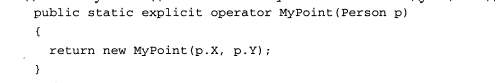 public static explicit operator MyPoint(Person p)
{
return new MyPoint(p.X, p.Y);
}